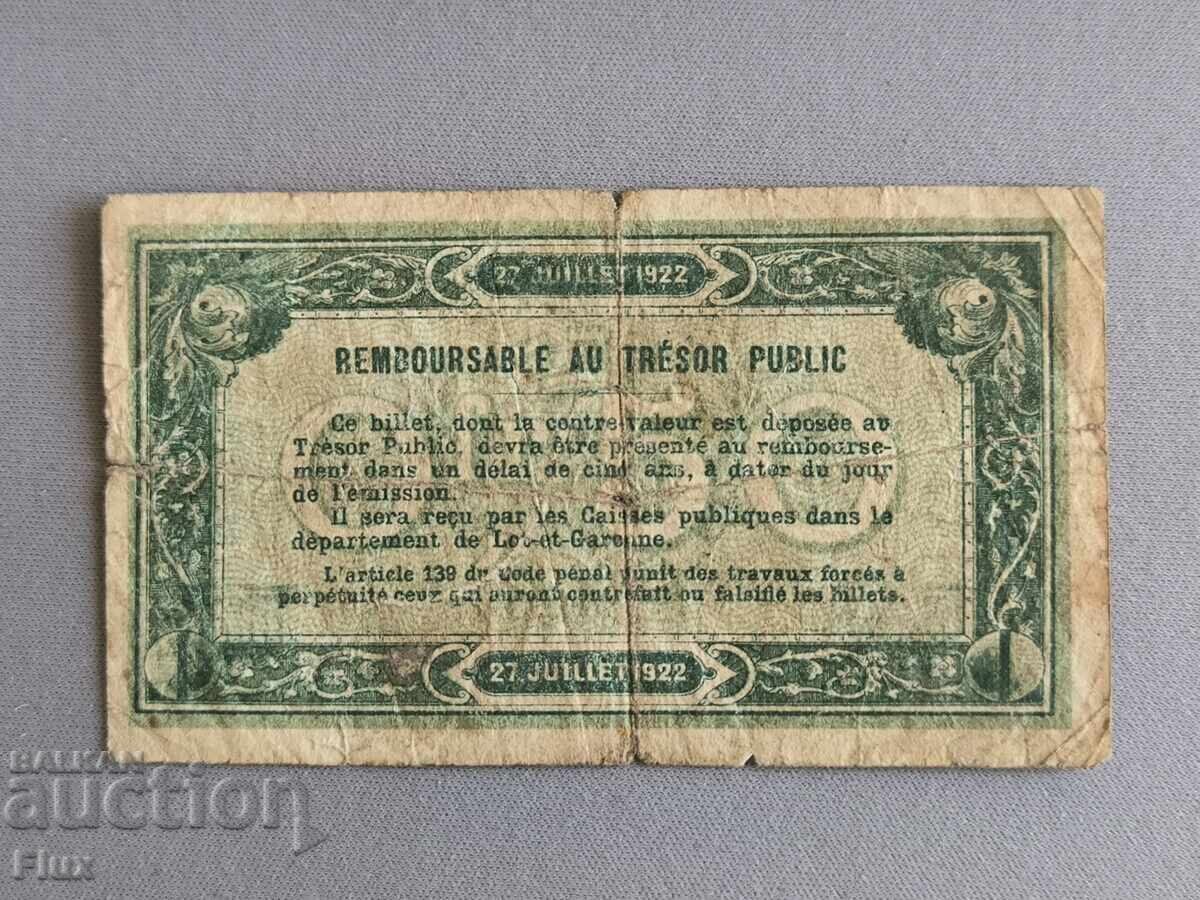 27 JUILLET 1922
REMBOURSABLE AU TRÉSOR PUBLIC
Ce billet, dont la contre-valeur est déposée au
Trésor Public, devra être présenté au rembourse-
ment dans un délai de cinq ans, à dater du jour
de l'émission.
Il sera reçu par les Caisses publiques dans le
département de Lot-et-Garonne.
L'article 139 du Code pénal punit des travaux forcés à
perpétuité ceux qui auront contrefait ou falsifié les billets.
27 JUILLET 1922
BALKAN
auction
Flux